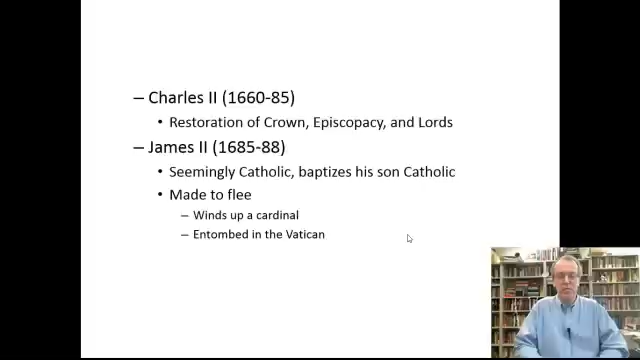 – Charles II (1660-85)
• Restoration of Crown, Episcopacy, and Lords
– James II (1685-88)
• Seemingly Catholic, baptizes his son Catholic
• Made to flee
– Winds up a cardinal
– Entombed in the Vatican